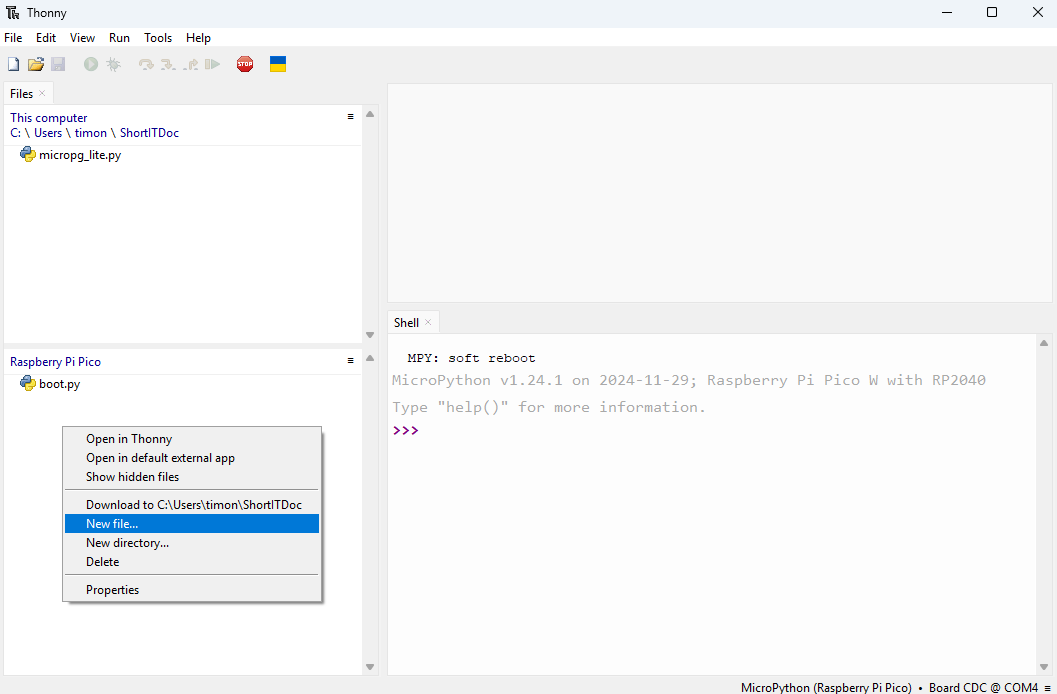 Thonny
File Edit View Run Tools Help
STOP
Files
This computer
C: \ Users \ timon \ ShortITDoc
micropg_lite.py
Raspberry Pi Pico
boot.py
Open in Thonny
Open in default external app
Show hidden files
Download to C:\Users\timon\ShortITDoc
New file...
New directory...
Delete
Properties
Shell
MPY: soft reboot
MicroPython v1.24.1 on 2024-11-29; Raspberry Pi Pico W with RP2040
Type "help()" for more information.
>>>
MicroPython (Raspberry Pi Pico) • Board CDC @ COM4 ≡